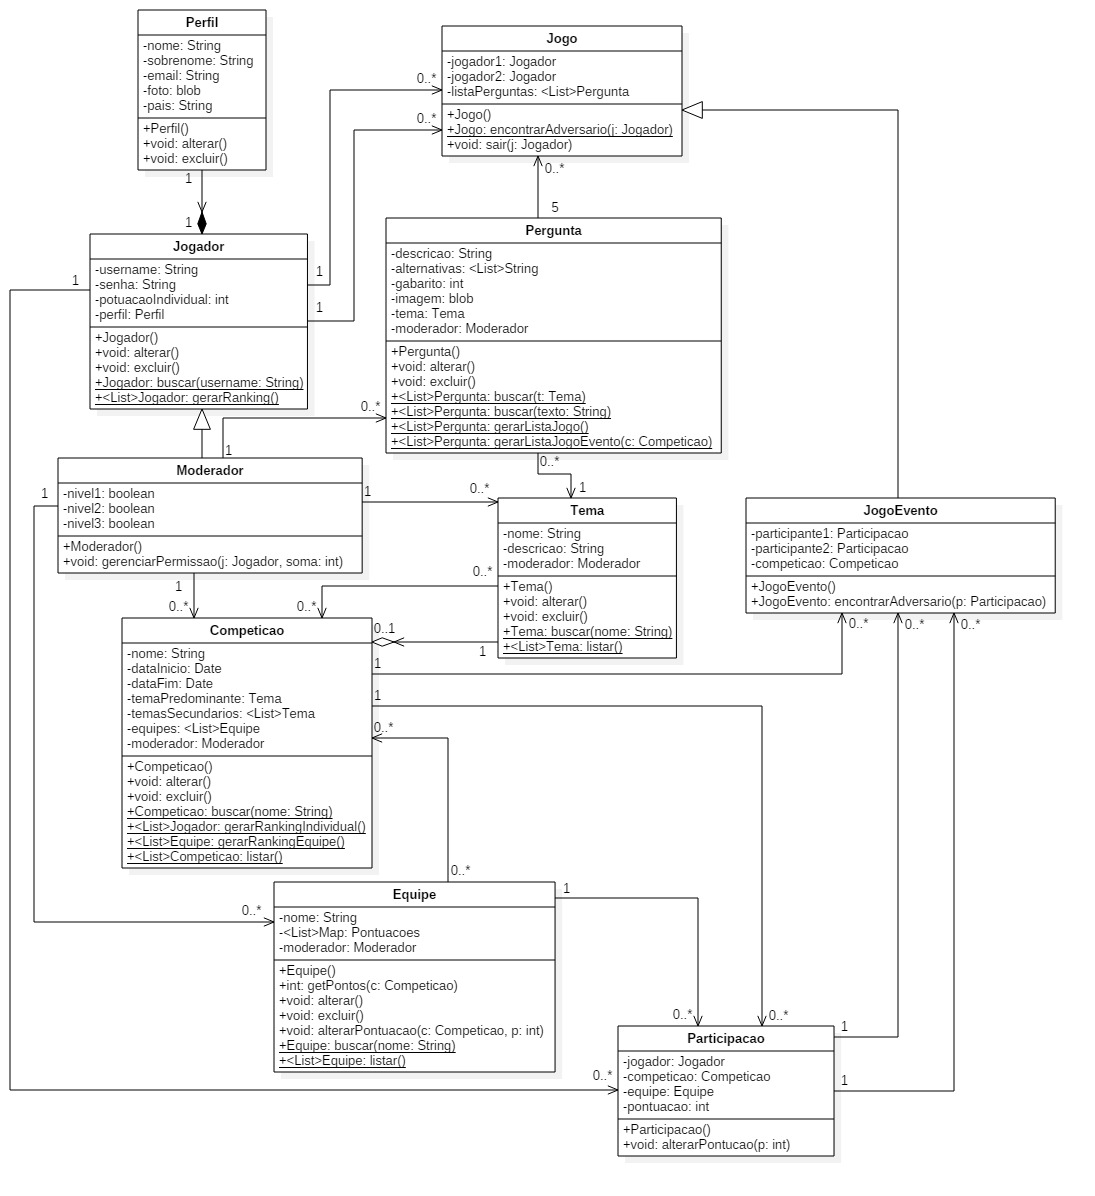 Perfil
-nome: String
-sobrenome: String
-email: String
-foto: blob
-pais: String
+Perfil()
+void: alterar()
+void: excluir()
1
1
Jogo
-jogador1: Jogador
-jogador2: Jogador
-listaPerguntas: <List>Pergunta
+Jogo()
+Jogo: encontrarAdversario(j: Jogador)
+void: sair(j: Jogador)
0..*
0..*
0..*
5
Jogador
-username: String
-senha: String
-potuacaoIndividual: int
-perfil: Perfil
+Jogador()
+void: alterar()
+void: excluir()
+Jogador: buscar(username: String)
+<List>Jogador: gerarRanking()
1
1
1
Pergunta
-descricao: String
-alternativas: <List>String
-gabarito: int
-imagem: blob
-tema: Tema
-moderador: Moderador
+Pergunta()
+void: alterar()
+void: excluir()
+<List>Pergunta: buscar(t: Tema)
+<List>Pergunta: buscar(texto: String)
+<List>Pergunta: gerarListaJogo()
+<List>Pergunta: gerarListaJogoEvento(c: Competicao)
0..*
1
0..*
1
Moderador
-nivel1: boolean
-nivel2: boolean
-nivel3: boolean
+Moderador()
+void: gerenciarPermissao(j: Jogador, soma: int)
1
1
0..*
1
0..*
Tema
-nome: String
-descricao: String
-moderador: Moderador
+Tema()
+void: alterar()
+void: excluir()
+Tema: buscar(nome: String)
+<List>Tema: listar()
0..*
0..*
0..1
1
JogoEvento
-participante1: Participacao
-participante2: Participacao
-competicao: Competicao
+JogoEvento()
+JogoEvento: encontrarAdversario(p: Participacao)
0..*
0..*
0..*
Competicao
-nome: String
-dataInicio: Date
-dataFim: Date
-temaPredominante: Tema
-temasSecundarios: <List>Tema
-equipes: <List>Equipe
-moderador: Moderador
+Competicao()
+void: alterar()
+void: excluir()
+Competicao: buscar(nome: String)
+<List>Jogador: gerarRankingIndividual()
+<List>Equipe: gerarRankingEquipe()
+<List>Competicao: listar()
1
1
0..*
0..*
Equipe
-nome: String
-<List>Map: Pontuacoes
-moderador: Moderador
+Equipe()
+int: getPontos(c: Competicao)
+void: alterar()
+void: excluir()
+void: alterarPontuacao(c: Competicao, p: int)
+Equipe: buscar(nome: String)
+<List>Equipe: listar()
0..*
1
0..*
0..*
0..*
Participacao
-jogador: Jogador
-competicao: Competicao
-equipe: Equipe
-pontuacao: int
+Participacao()
+void: alterarPontucao(p: int)
1
1